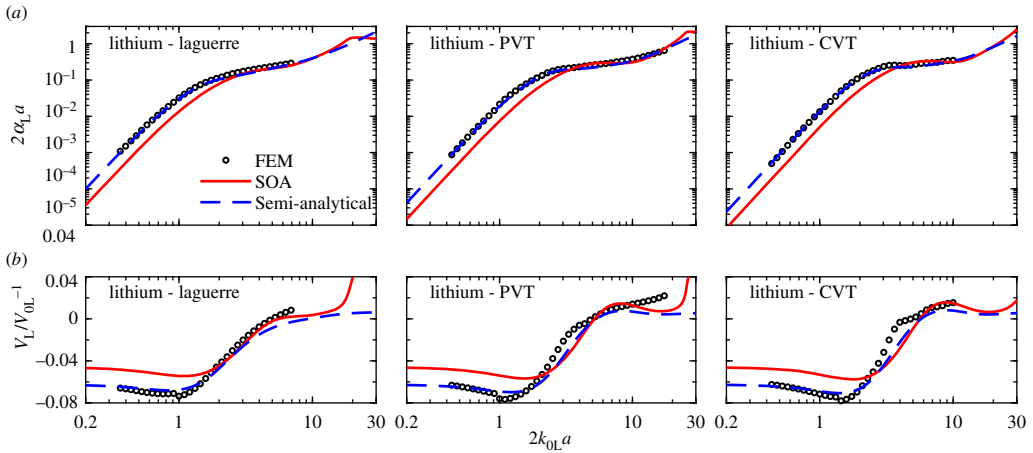 (a)
lithium - laguerre
lithium - PVT
lithium - CVT
1
10⁻¹
10⁻²
10⁻³
10⁻⁴
10⁻⁵
0.04
2α_L a
FEM
SOA
Semi-analytical
(b)
0.04
0
−0.04
−0.08
V_L/V_0L⁻¹
lithium - laguerre
lithium - PVT
lithium - CVT
0.2 1 10 30
0.2 1 10 30
0.2 1 10 30
2k_0L a